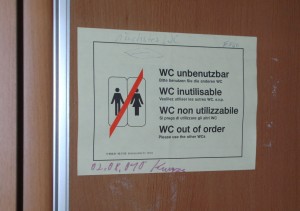 WC unbenutzbar
Bitte benutzen Sie die anderen WC
WC inutilisable
Veuillez utiliser les autres WC s.v.p.
WC non utilizzabile
Si prega di utilizzare gli altri WC
WC out of order
Please use the other WCs